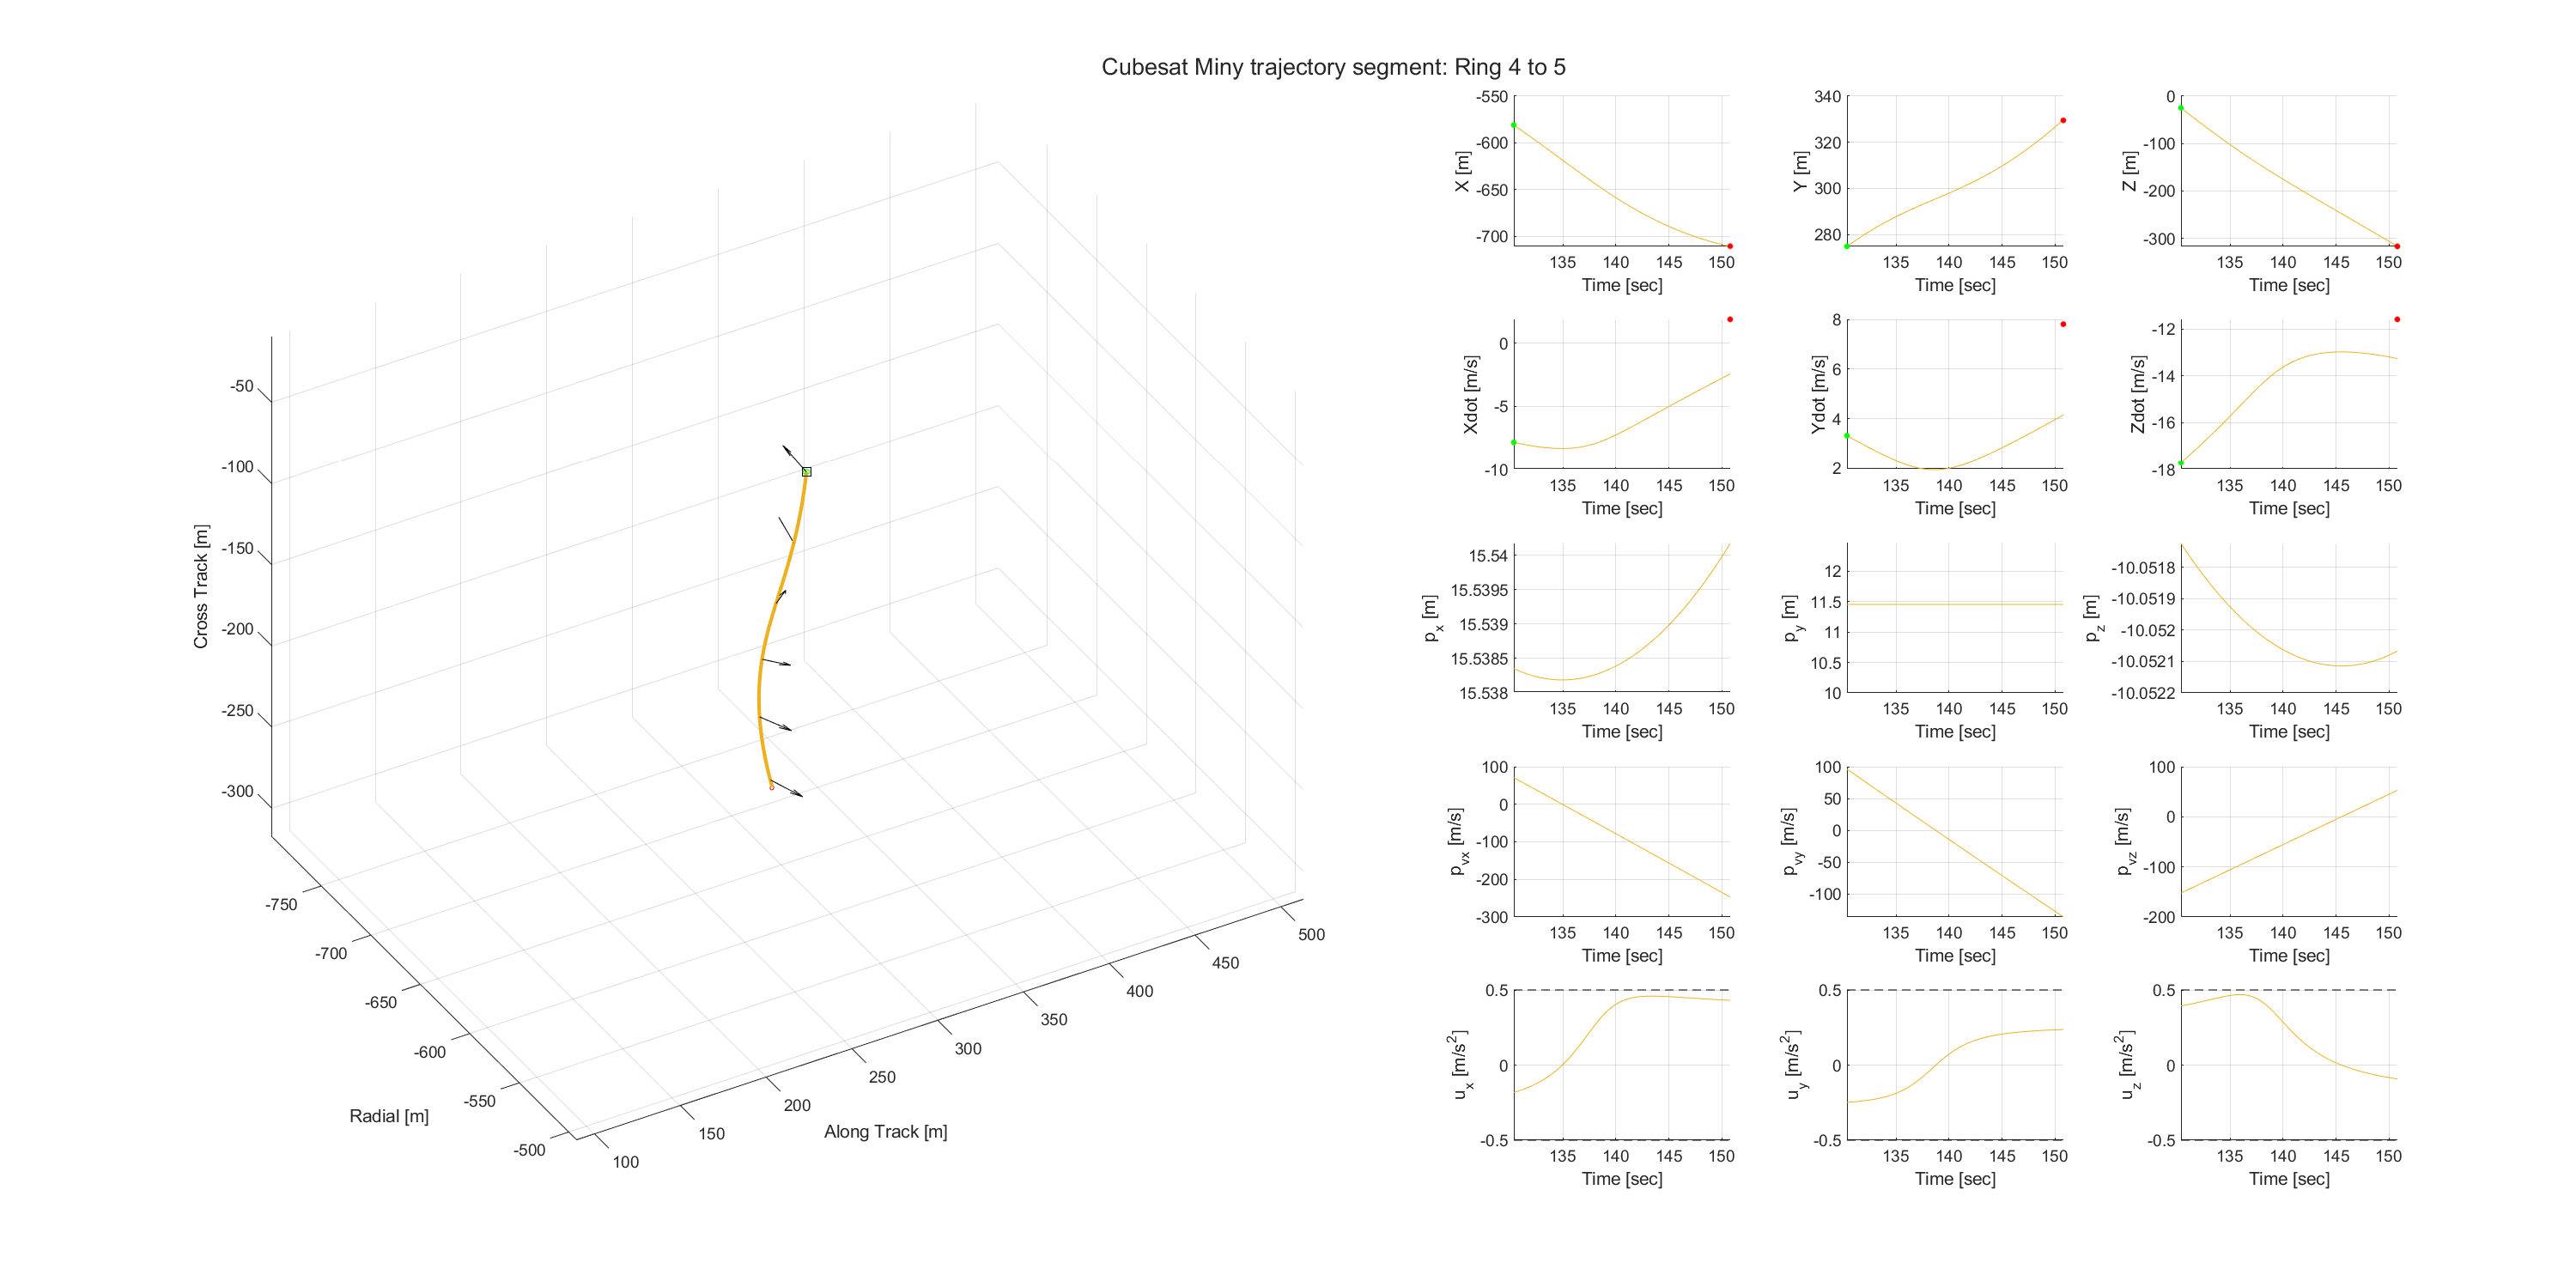 Cubesat Miny trajectory segment: Ring 4 to 5
Cross Track [m]
-50
-100
-150
-200
-250
-300
Radial [m]
-750
-700
-650
-600
-550
-500
Along Track [m]
100
150
200
250
300
350
400
450
500
X [m]
-550
-600
-650
-700
135 140 145 150
Time [sec]
Y [m]
340
320
300
280
135 140 145 150
Time [sec]
Z [m]
0
-100
-200
-300
135 140 145 150
Time [sec]
Xdot [m/s]
0
-5
-10
135 140 145 150
Time [sec]
Ydot [m/s]
8
6
4
2
135 140 145 150
Time [sec]
Zdot [m/s]
-12
-14
-16
-18
135 140 145 150
Time [sec]
px [m]
15.54
15.5395
15.539
15.5385
15.538
135 140 145 150
Time [sec]
py [m]
12
11.5
11
10.5
10
135 140 145 150
Time [sec]
pz [m]
-10.0518
-10.0519
-10.052
-10.0521
-10.0522
135 140 145 150
Time [sec]
pvx [m/s]
100
0
-100
-200
-300
135 140 145 150
Time [sec]
pvy [m/s]
100
50
0
-50
-100
135 140 145 150
Time [sec]
pvz [m/s]
100
0
-100
-200
135 140 145 150
Time [sec]
ux [m/s2]
0.5
0
-0.5
135 140 145 150
Time [sec]
uy [m/s2]
0.5
0
-0.5
135 140 145 150
Time [sec]
uz [m/s2]
0.5
0
-0.5
135 140 145 150
Time [sec]